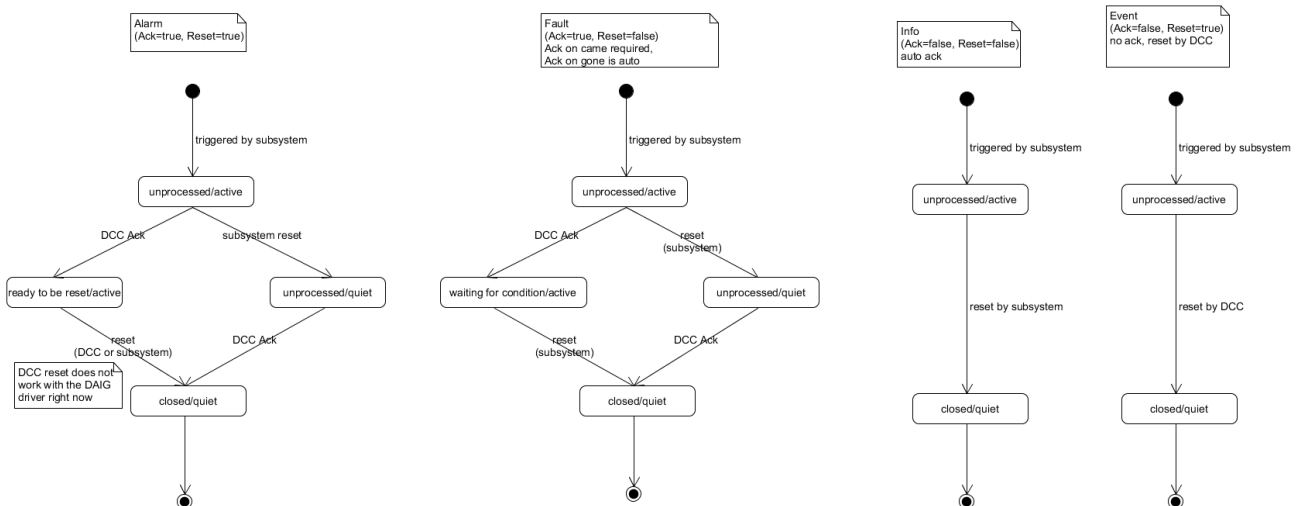 Alarm
(Ack=true, Reset=true)
triggered by subsystem
unprocessed/active
DCC Ack
subsystem reset
ready to be reset/active
unprocessed/quiet
reset
(DCC or subsystem)
DCC Ack
DCC reset does not
work with the DAIG
driver right now
closed/quiet
Fault
(Ack=true, Reset=false)
Ack on came required,
Ack on gone is auto
triggered by subsystem
unprocessed/active
DCC Ack
reset
(subsystem)
waiting for condition/active
unprocessed/quiet
reset
(subsystem)
DCC Ack
closed/quiet
Info
(Ack=false, Reset=false)
auto ack
triggered by subsystem
unprocessed/active
reset by subsystem
closed/quiet
Event
(Ack=false, Reset=true)
no ack, reset by DCC
triggered by subsystem
unprocessed/active
reset by DCC
closed/quiet